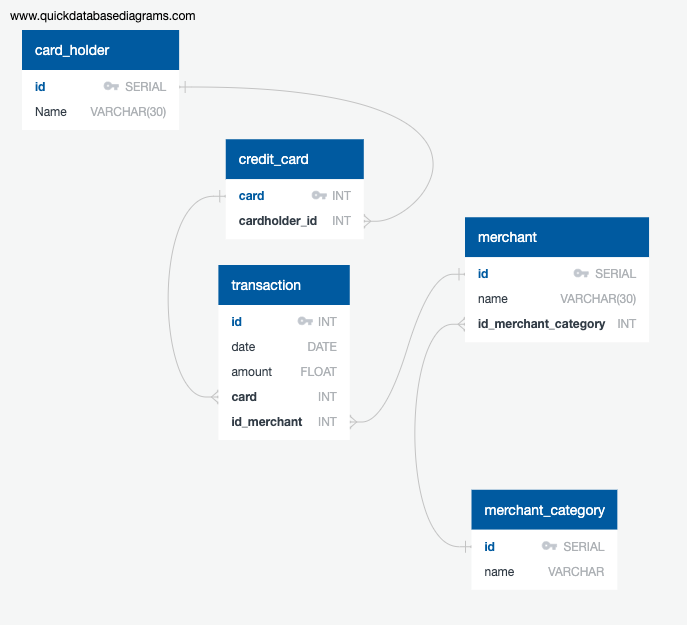 www.quickdatabasediagrams.com
card_holder
id SERIAL
Name VARCHAR(30)
credit_card
card INT
cardholder_id INT
transaction
id INT
date DATE
amount FLOAT
card INT
id_merchant INT
merchant
id SERIAL
name VARCHAR(30)
id_merchant_category INT
merchant_category
id SERIAL
name VARCHAR